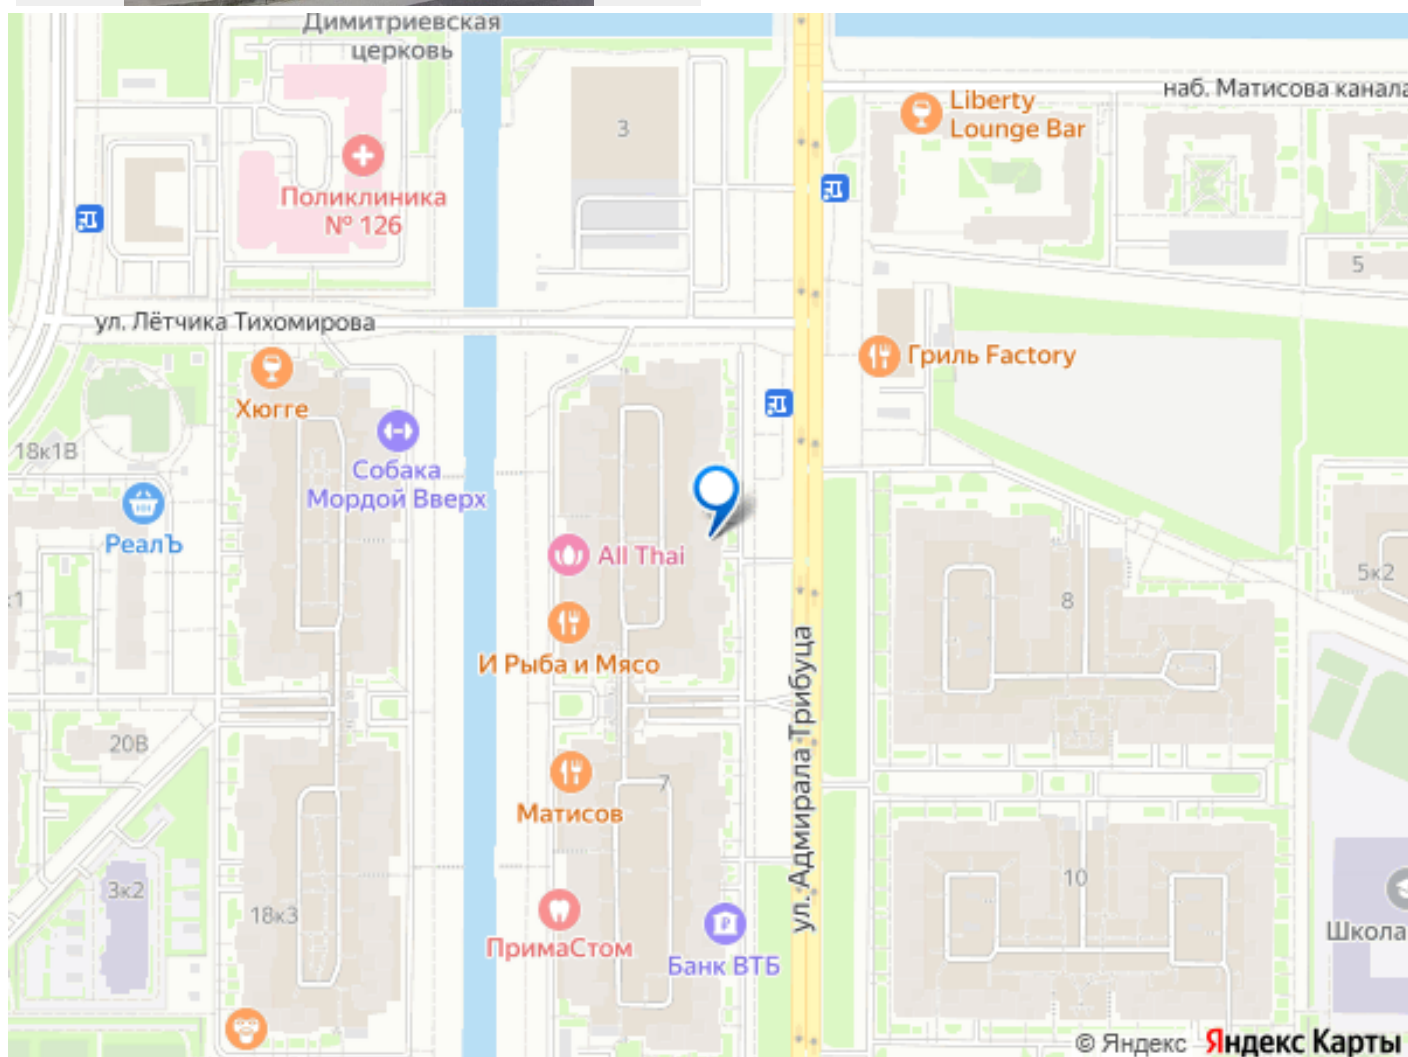 Димитриевская
церковь
наб. Матисова канала
Liberty
Lounge Bar
3
Поликлиника
№ 126
5
ул. Лётчика Тихомирова
Гриль Factory
Хюгге
18к1В
Собака
Мордой Вверх
РеалЪ
All Thai
5к2
к1
8
И Рыба и Мясо
ул. Адмирала Трибуца
20В
7
Матисов
3к2
18к3
10
ПримаСтом
Банк ВТБ
Школа
© Яндекс Яндекс Карты